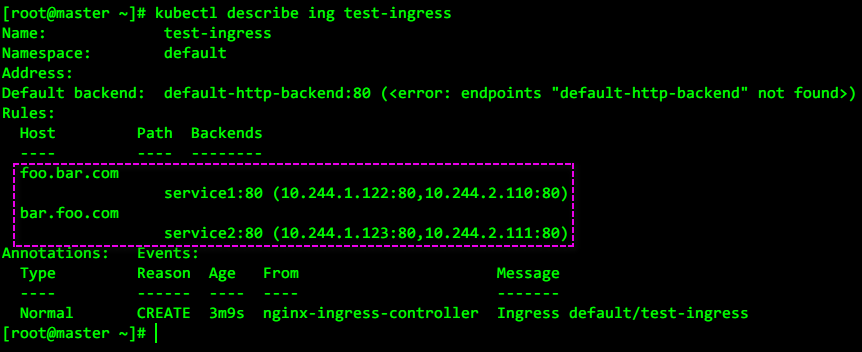 [root@master ~]# kubectl describe ing test-ingress
Name:             test-ingress
Namespace:        default
Address:
Default backend:  default-http-backend:80 (<error: endpoints "default-http-backend" not found>)
Rules:
  Host         Path  Backends
  ----         ----  --------
  foo.bar.com
                  service1:80 (10.244.1.122:80,10.244.2.110:80)
  bar.foo.com
                  service2:80 (10.244.1.123:80,10.244.2.111:80)
Annotations:   Events:
  Type         Reason  Age   From                      Message
  ----         ------  ----  ----                      -------
  Normal       CREATE  3m9s  nginx-ingress-controller  Ingress default/test-ingress
[root@master ~]#